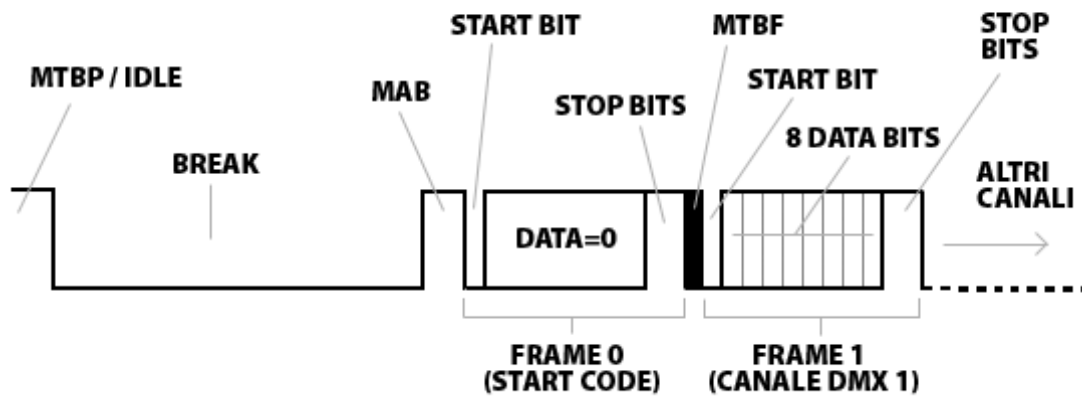 START BIT
MTBF
STOP
BITS
MTBP / IDLE
MAB
START BIT
STOP BITS
8 DATA BITS
BREAK
ALTRI
CANALI
DATA=0
FRAME 0
(START CODE)
FRAME 1
(CANALE DMX 1)